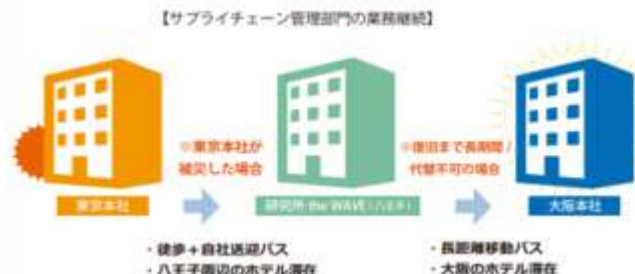 【サプライチェーン管理部門の業務継続】
※東京本社が
被災した場合
※復旧まで長期間 /
代替不可の場合
東京本社
研究所 the WAVE（八王子）
大阪本社
・徒歩＋自社送迎バス
・八王子周辺のホテル滞在
・長距離移動バス
・大阪のホテル滞在